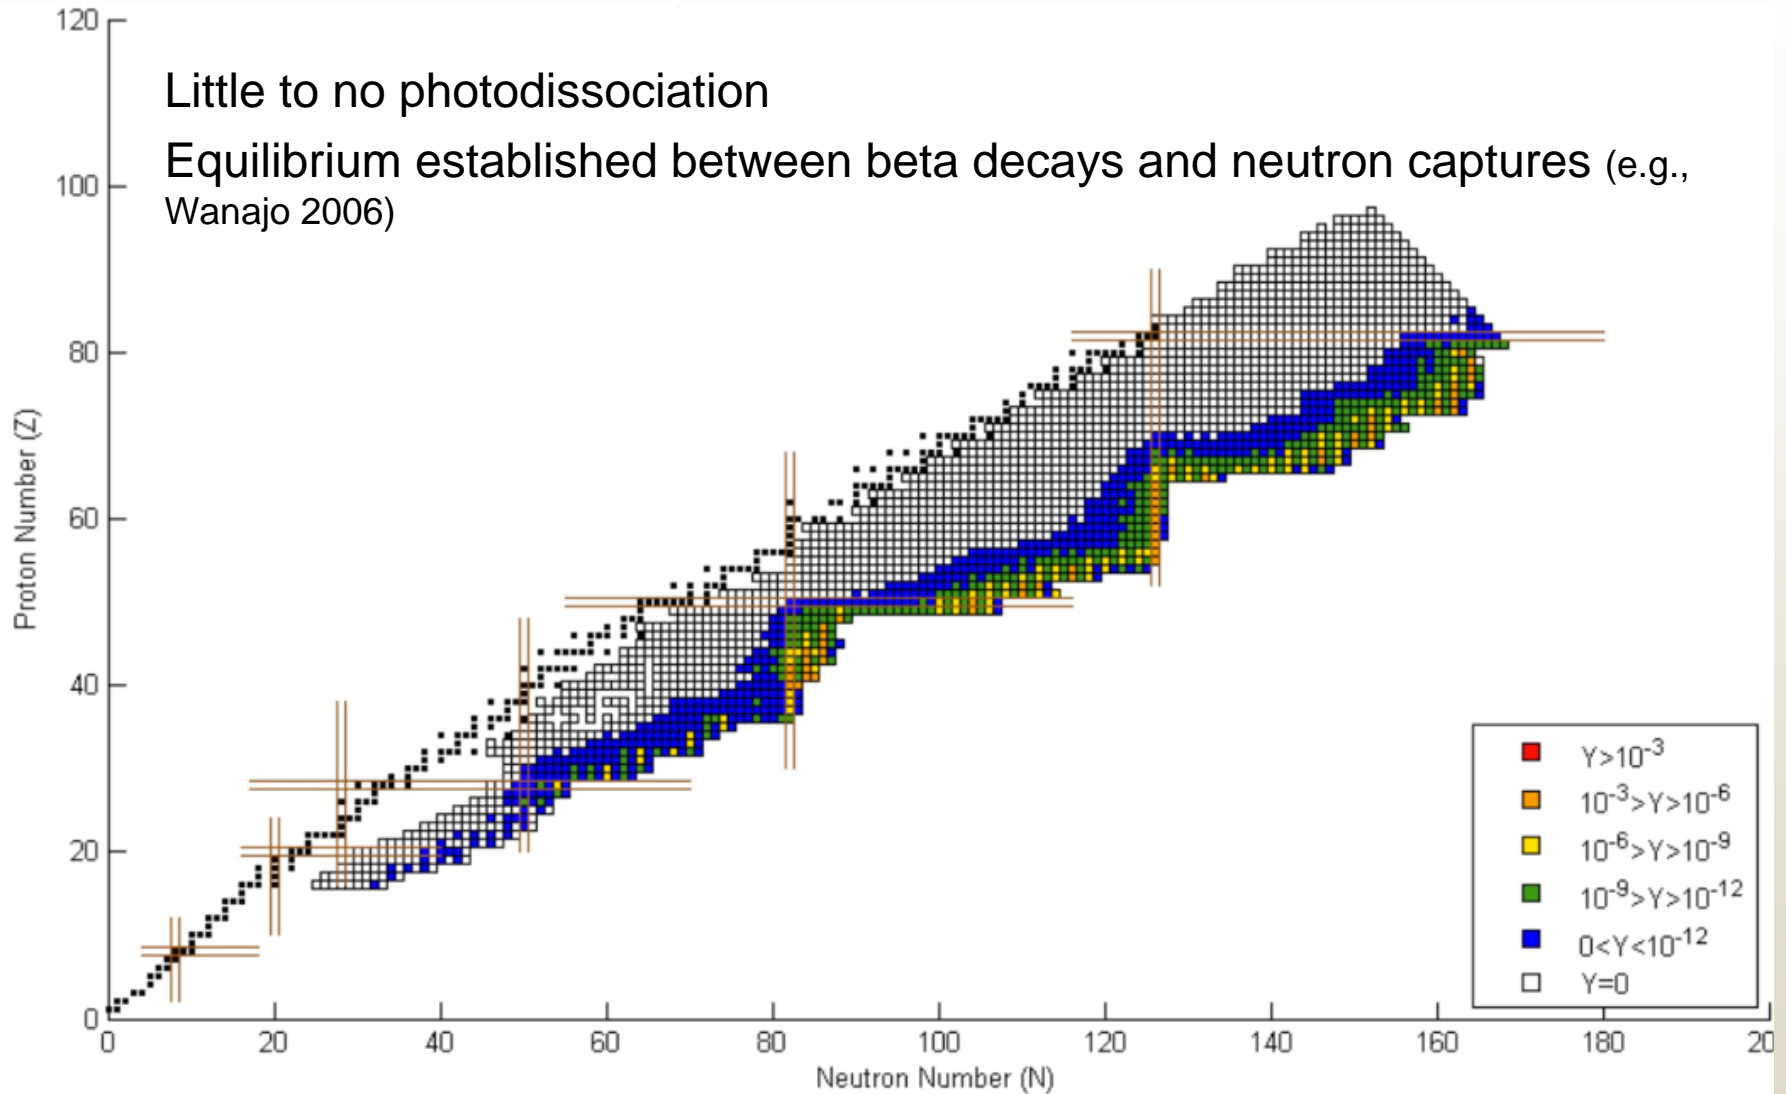 Little to no photodissociation
Equilibrium established between beta decays and neutron captures (e.g.,
Wanajo 2006)
120
100
80
60
40
20
0
Proton Number (Z)
Y>10⁻³
10⁻³>Y>10⁻⁶
10⁻⁶>Y>10⁻⁹
10⁻⁹>Y>10⁻¹²
0<Y<10⁻¹²
Y=0
0 20 40 60 80 100 120 140 160 180 20
Neutron Number (N)